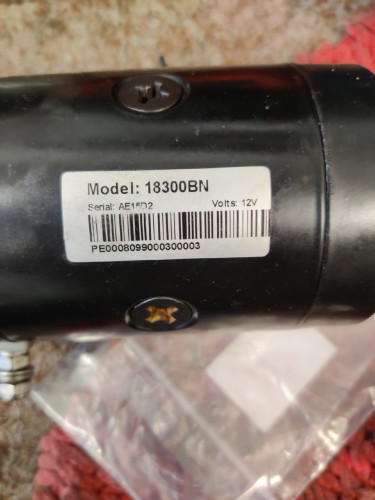 Model: 18300BN
Serial: AE15D2 Volts: 12V
PE0008099000300003